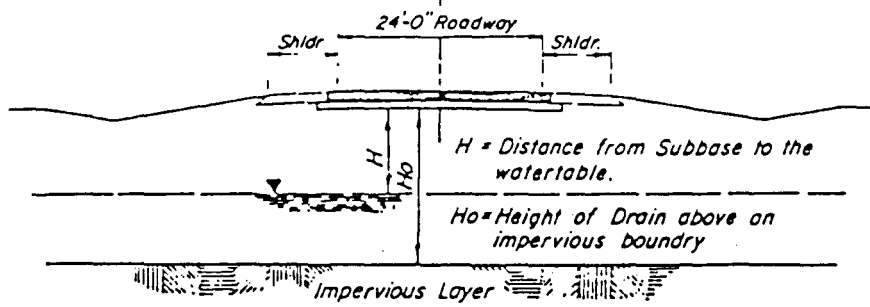 24'-0" Roadway
Shldr.
Shldr.
H
Ho
H = Distance from Subbase to the
watertable.
Ho = Height of Drain above an
impervious boundry
Impervious Layer